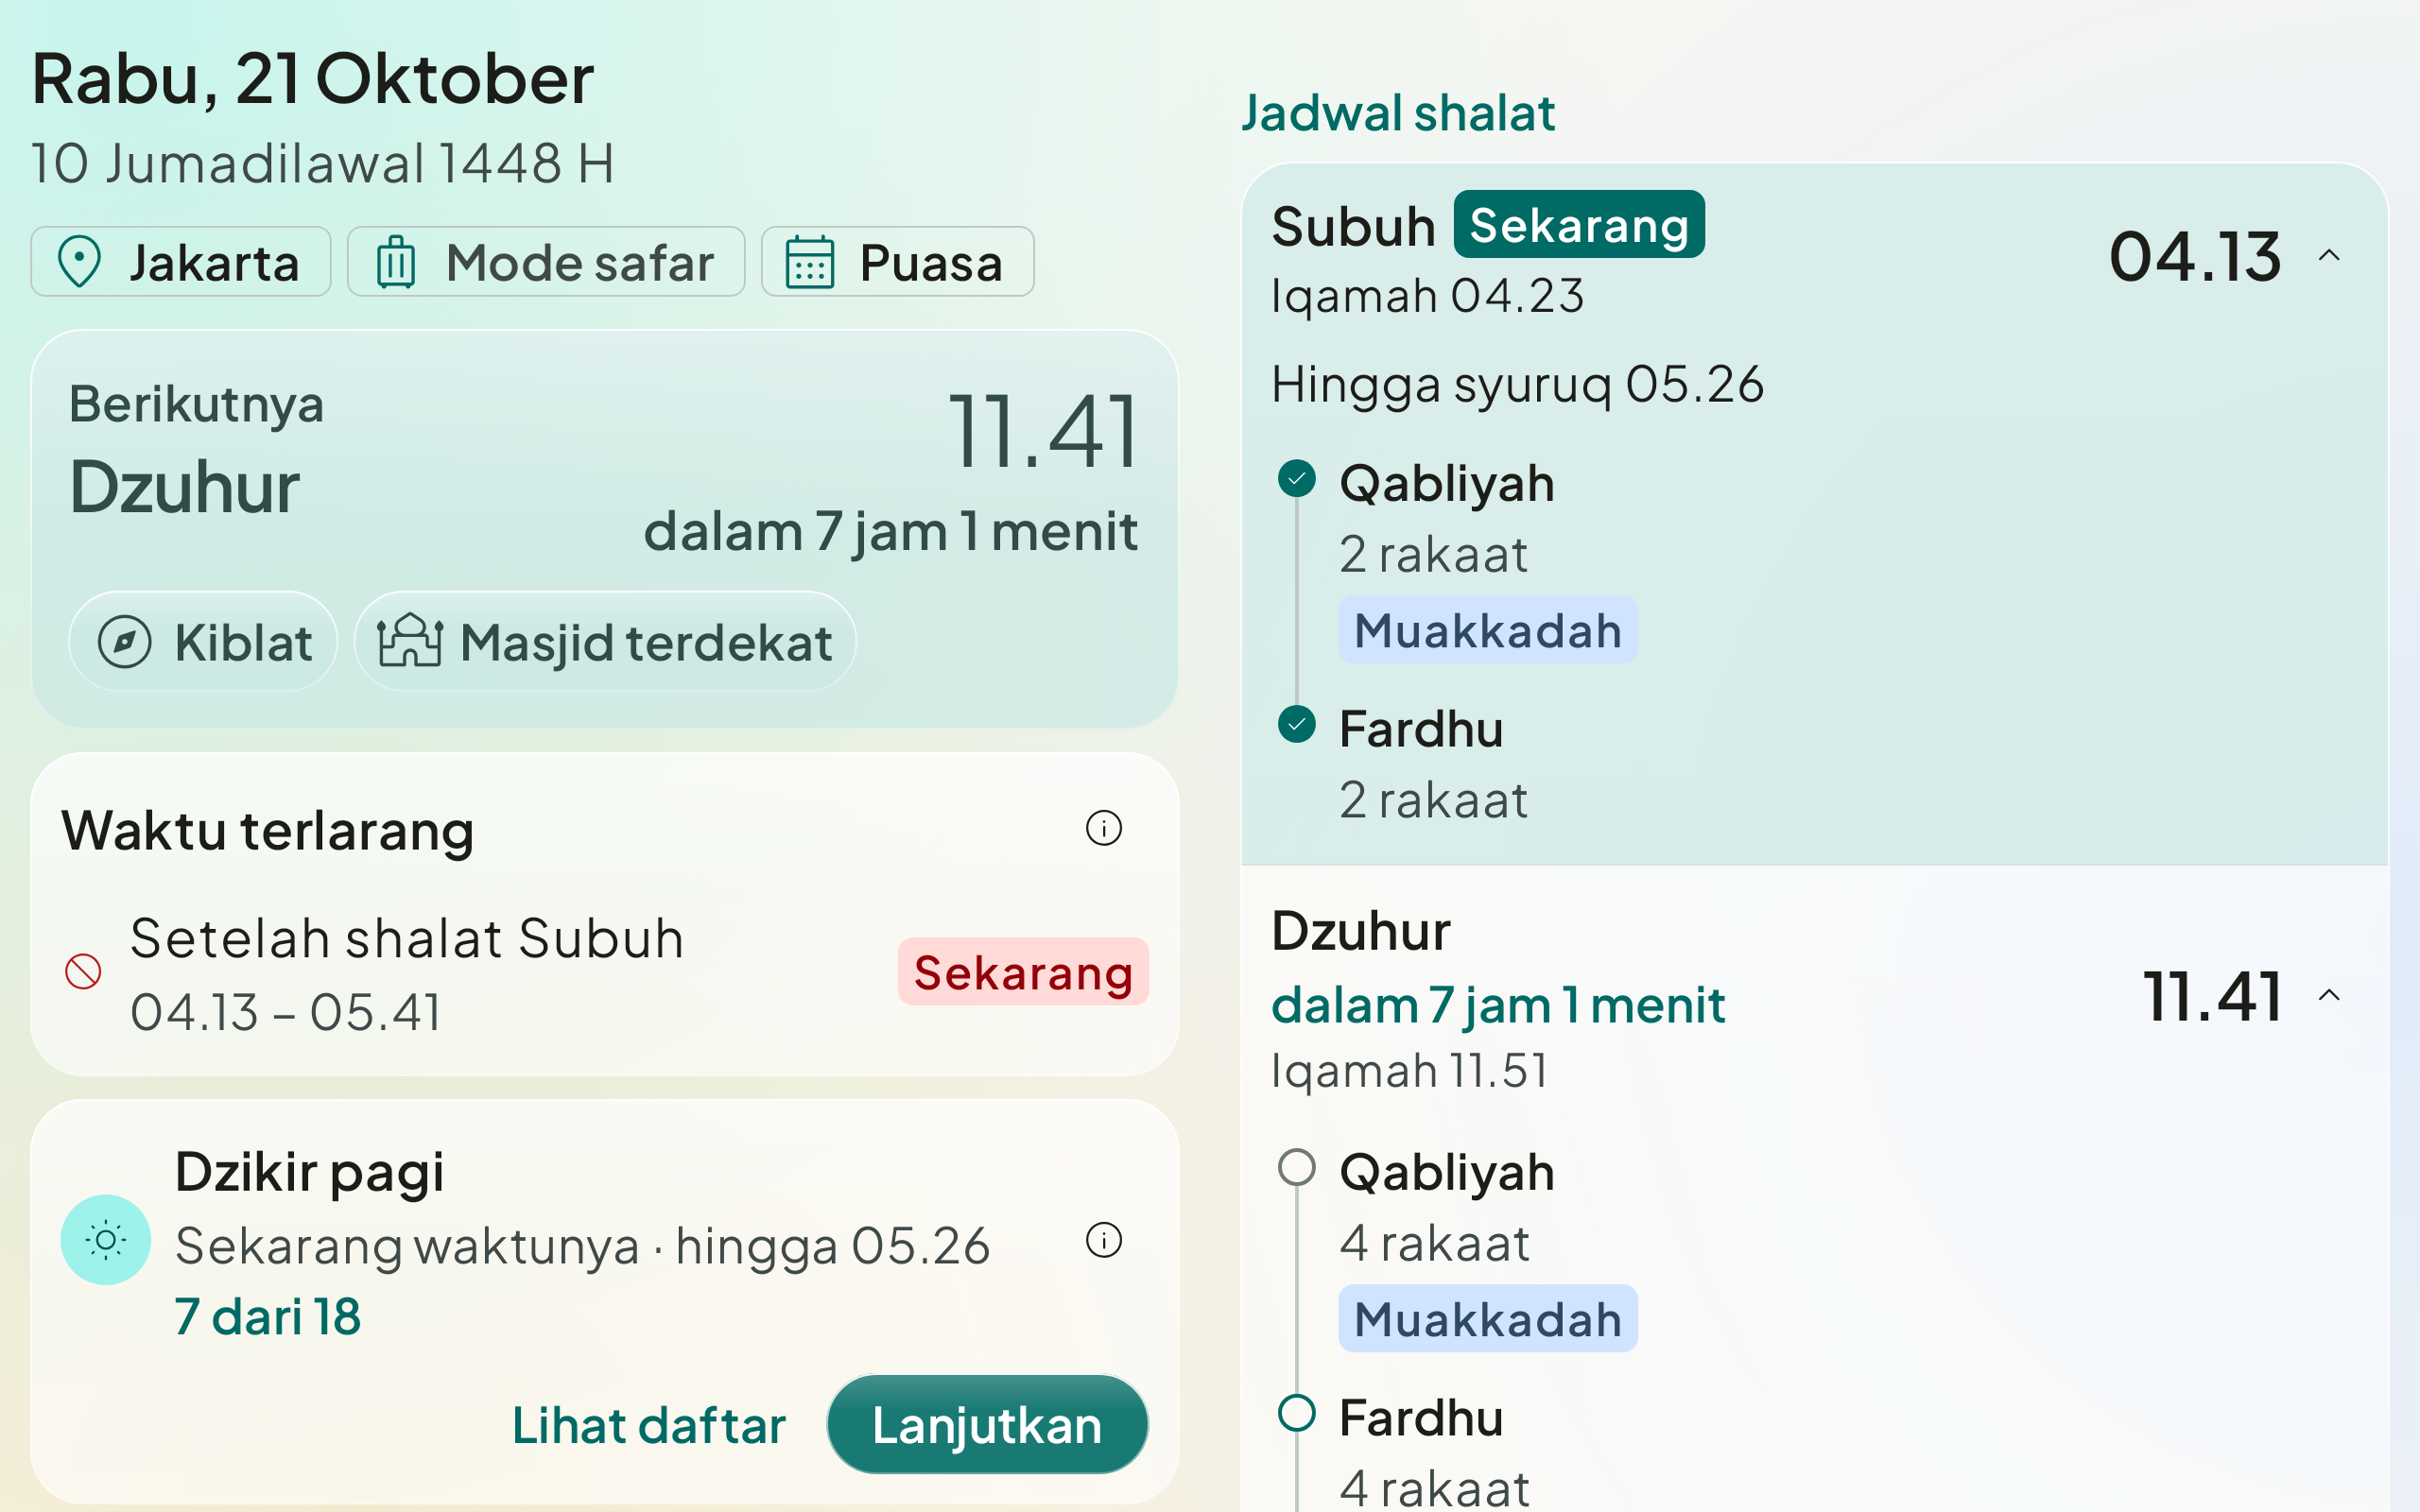 Rabu, 21 Oktober
10 Jumadilawal 1448 H
Jakarta
Mode safar
Puasa
Berikutnya
Dzuhur
11.41
dalam 7 jam 1 menit
Kiblat
Masjid terdekat
Waktu terlarang
Setelah shalat Subuh
04.13 – 05.41
Sekarang
Dzikir pagi
Sekarang waktunya · hingga 05.26
7 dari 18
Lihat daftar
Lanjutkan
Jadwal shalat
Subuh Sekarang
Iqamah 04.23
04.13
Hingga syuruq 05.26
Qabliyah
2 rakaat
Muakkadah
Fardhu
2 rakaat
Dzuhur
dalam 7 jam 1 menit
Iqamah 11.51
11.41
Qabliyah
4 rakaat
Muakkadah
Fardhu
4 rakaat